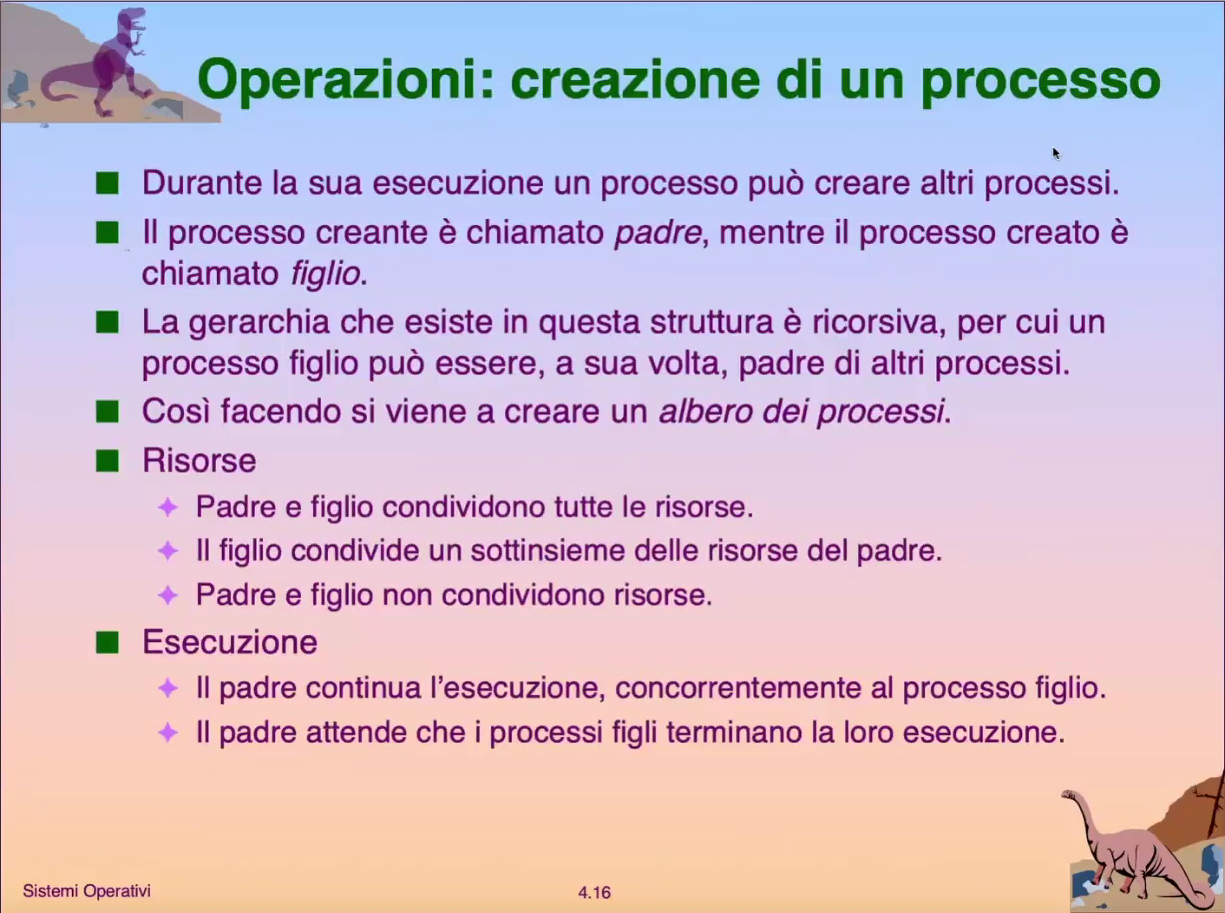 Operazioni: creazione di un processo
Durante la sua esecuzione un processo può creare altri processi.
Il processo creante è chiamato padre, mentre il processo creato è
chiamato figlio.
La gerarchia che esiste in questa struttura è ricorsiva, per cui un
processo figlio può essere, a sua volta, padre di altri processi.
Così facendo si viene a creare un albero dei processi.
Risorse
Padre e figlio condividono tutte le risorse.
Il figlio condivide un sottinsieme delle risorse del padre.
Padre e figlio non condividono risorse.
Esecuzione
Il padre continua l'esecuzione, concorrentemente al processo figlio.
Il padre attende che i processi figli terminano la loro esecuzione.
Sistemi Operativi
4.16